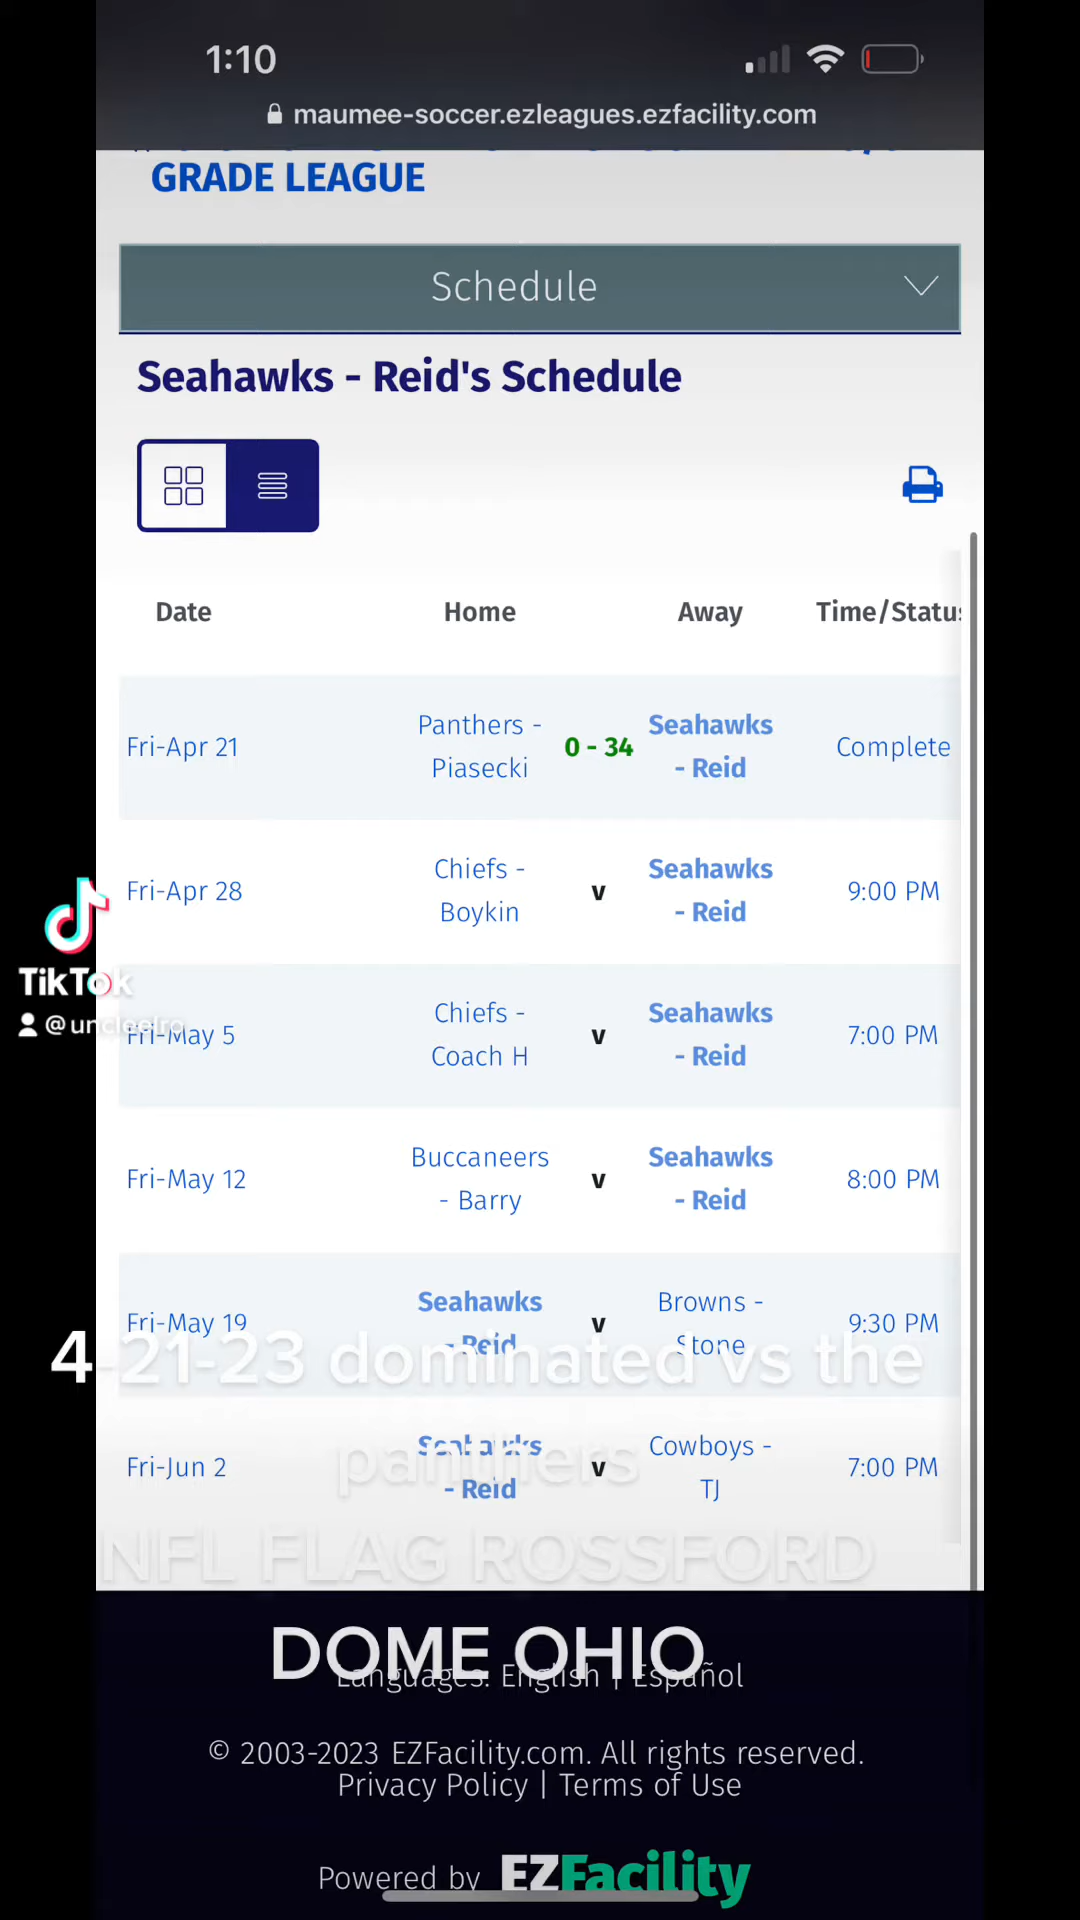 1:10
maumee-soccer.ezleagues.ezfacility.com
GRADE LEAGUE
Schedule
Seahawks - Reid's Schedule
Date Home Away Time/Status
Fri-Apr 21 Panthers - Piasecki 0 - 34 Seahawks - Reid Complete
Fri-Apr 28 Chiefs - Boykin v Seahawks - Reid 9:00 PM
Fri-May 5 Chiefs - Coach H v Seahawks - Reid 7:00 PM
Fri-May 12 Buccaneers - Barry v Seahawks - Reid 8:00 PM
Fri-May 19 Seahawks - Reid v Browns - Stone 9:30 PM
Fri-Jun 2 Seahawks - Reid v Cowboys - TJ 7:00 PM
TikTok
4-21-23 dominated vs the
panthers
NFL FLAG ROSSFORD
DOME OHIO
Languages: English | Español
© 2003-2023 EZFacility.com. All rights reserved.
Privacy Policy | Terms of Use
Powered by EZFacility